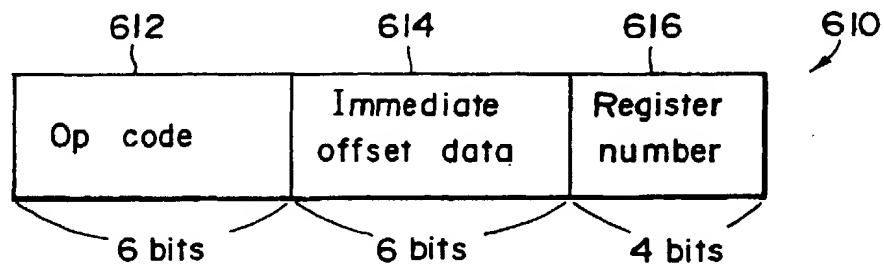 612
614
616
610
Op code
Immediate
offset data
Register
number
6 bits
6 bits
4 bits